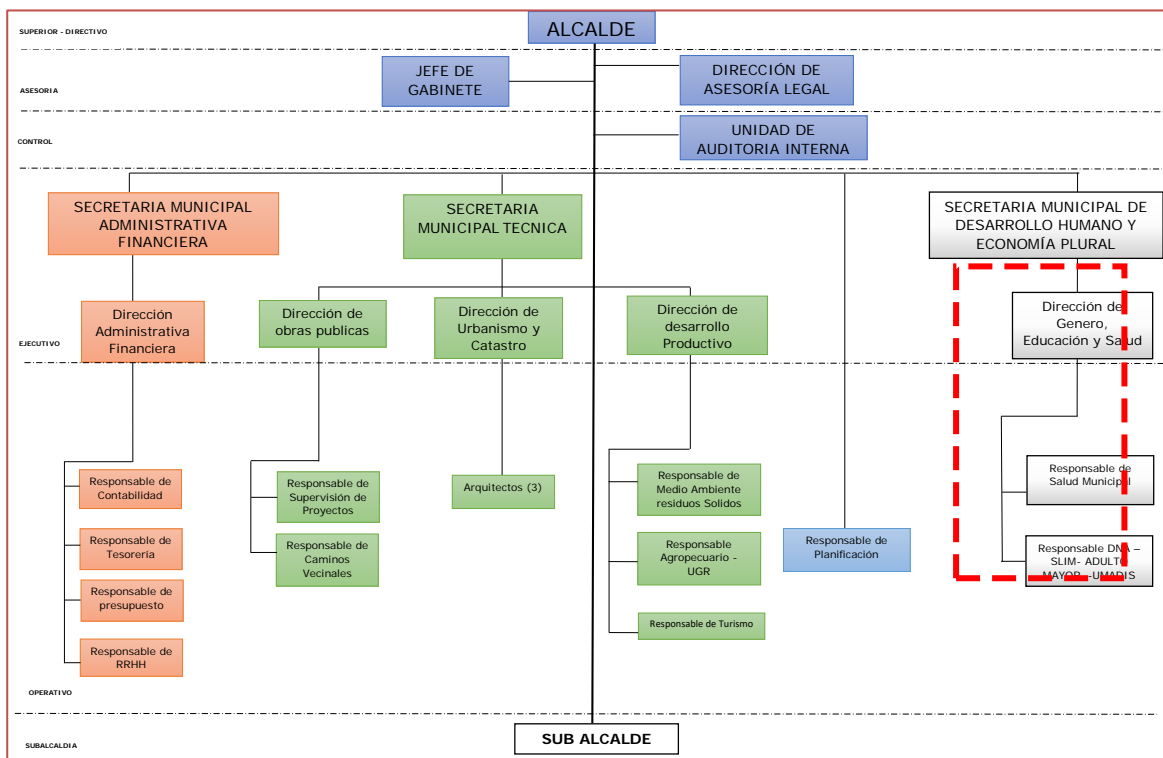 SUPERIOR - DIRECTIVO
ALCALDE
JEFE DE
GABINETE
DIRECCIÓN DE
ASESORÍA LEGAL
ASESORIA
CONTROL
UNIDAD DE
AUDITORIA INTERNA
SECRETARIA MUNICIPAL
ADMINISTRATIVA
FINANCIERA
SECRETARIA
MUNICIPAL TECNICA
SECRETARIA MUNICIPAL DE
DESARROLLO HUMANO Y
ECONOMÍA PLURAL
Dirección
Administrativa
Financiera
Dirección de
obras publicas
Dirección de
Urbanismo y
Catastro
Dirección de
desarrollo
Productivo
Dirección de
Genero,
Educación y Salud
EJECUTIVO
Responsable de
Contabilidad
Responsable de
Tesorería
Responsable de
presupuesto
Responsable de
RRHH
Responsable de
Supervisión de
Proyectos
Responsable de
Caminos
Vecinales
Arquitectos (3)
Responsable de
Medio Ambiente
residuos Solidos
Responsable
Agropecuario -
UGR
Responsable de Turismo
Responsable de
Planificación
Responsable de
Salud Municipal
Responsable DNA –
SLIM- ADULTO
MAYOR -UMADIS
OPERATIVO
SUBALCALDIA
SUB ALCALDE